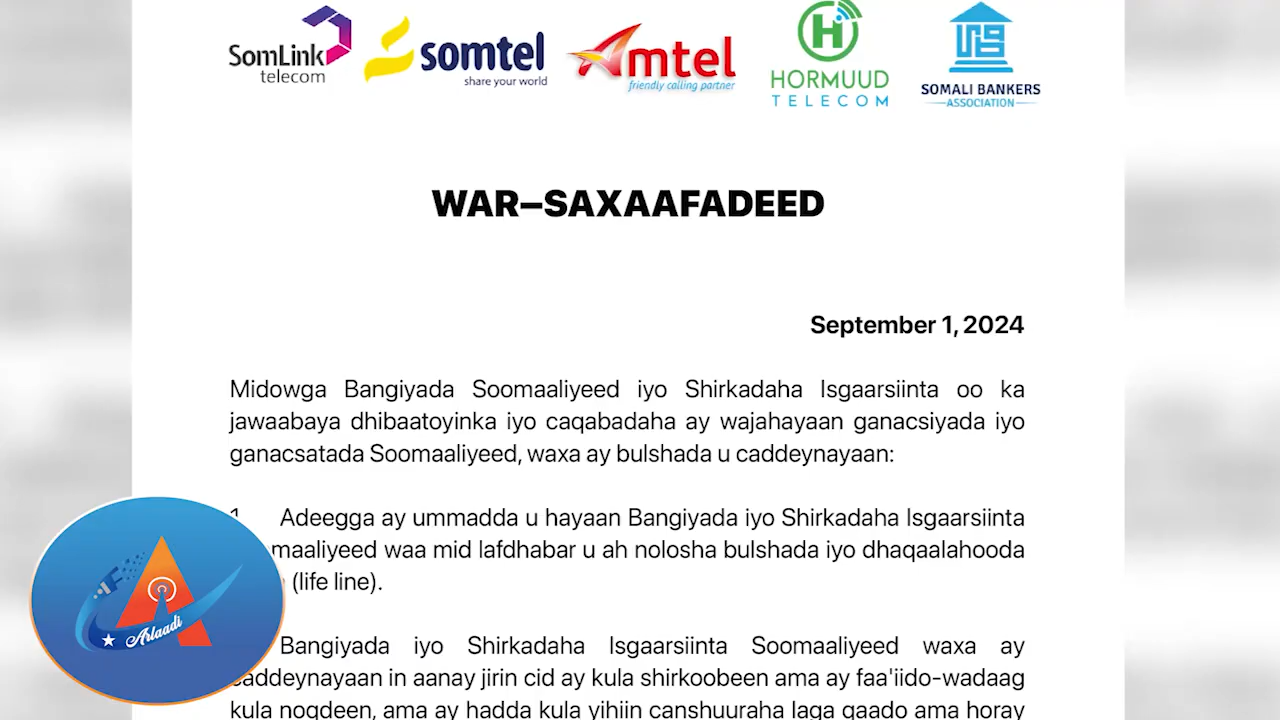 SomLink
telecom
somtel
share your world
Amtel
friendly calling partner
HORMUUD
TELECOM
SOMALI BANKERS
ASSOCIATION
WAR–SAXAAFADEED
September 1, 2024
Midowga Bangiyada Soomaaliyeed iyo Shirkadaha Isgaarsiinta oo ka
jawaabaya dhibaatoyinka iyo caqabadaha ay wajahayaan ganacsiyada iyo
ganacsatada Soomaaliyeed, waxa ay bulshada u caddeynayaan:
Adeegga ay ummadda u hayaan Bangiyada iyo Shirkadaha Isgaarsiinta
maaliyeed waa mid lafdhabar u ah nolosha bulshada iyo dhaqaalahooda
(life line).
Bangiyada iyo Shirkadaha Isgaarsiinta Soomaaliyeed waxa ay
caddeynayaan in aanay jirin cid ay kula shirkoobeen ama ay faa'iido-wadaag
kula noqdeen, ama ay hadda kula yihiin canshuuraha laga qaado ama horay
Arlaadi